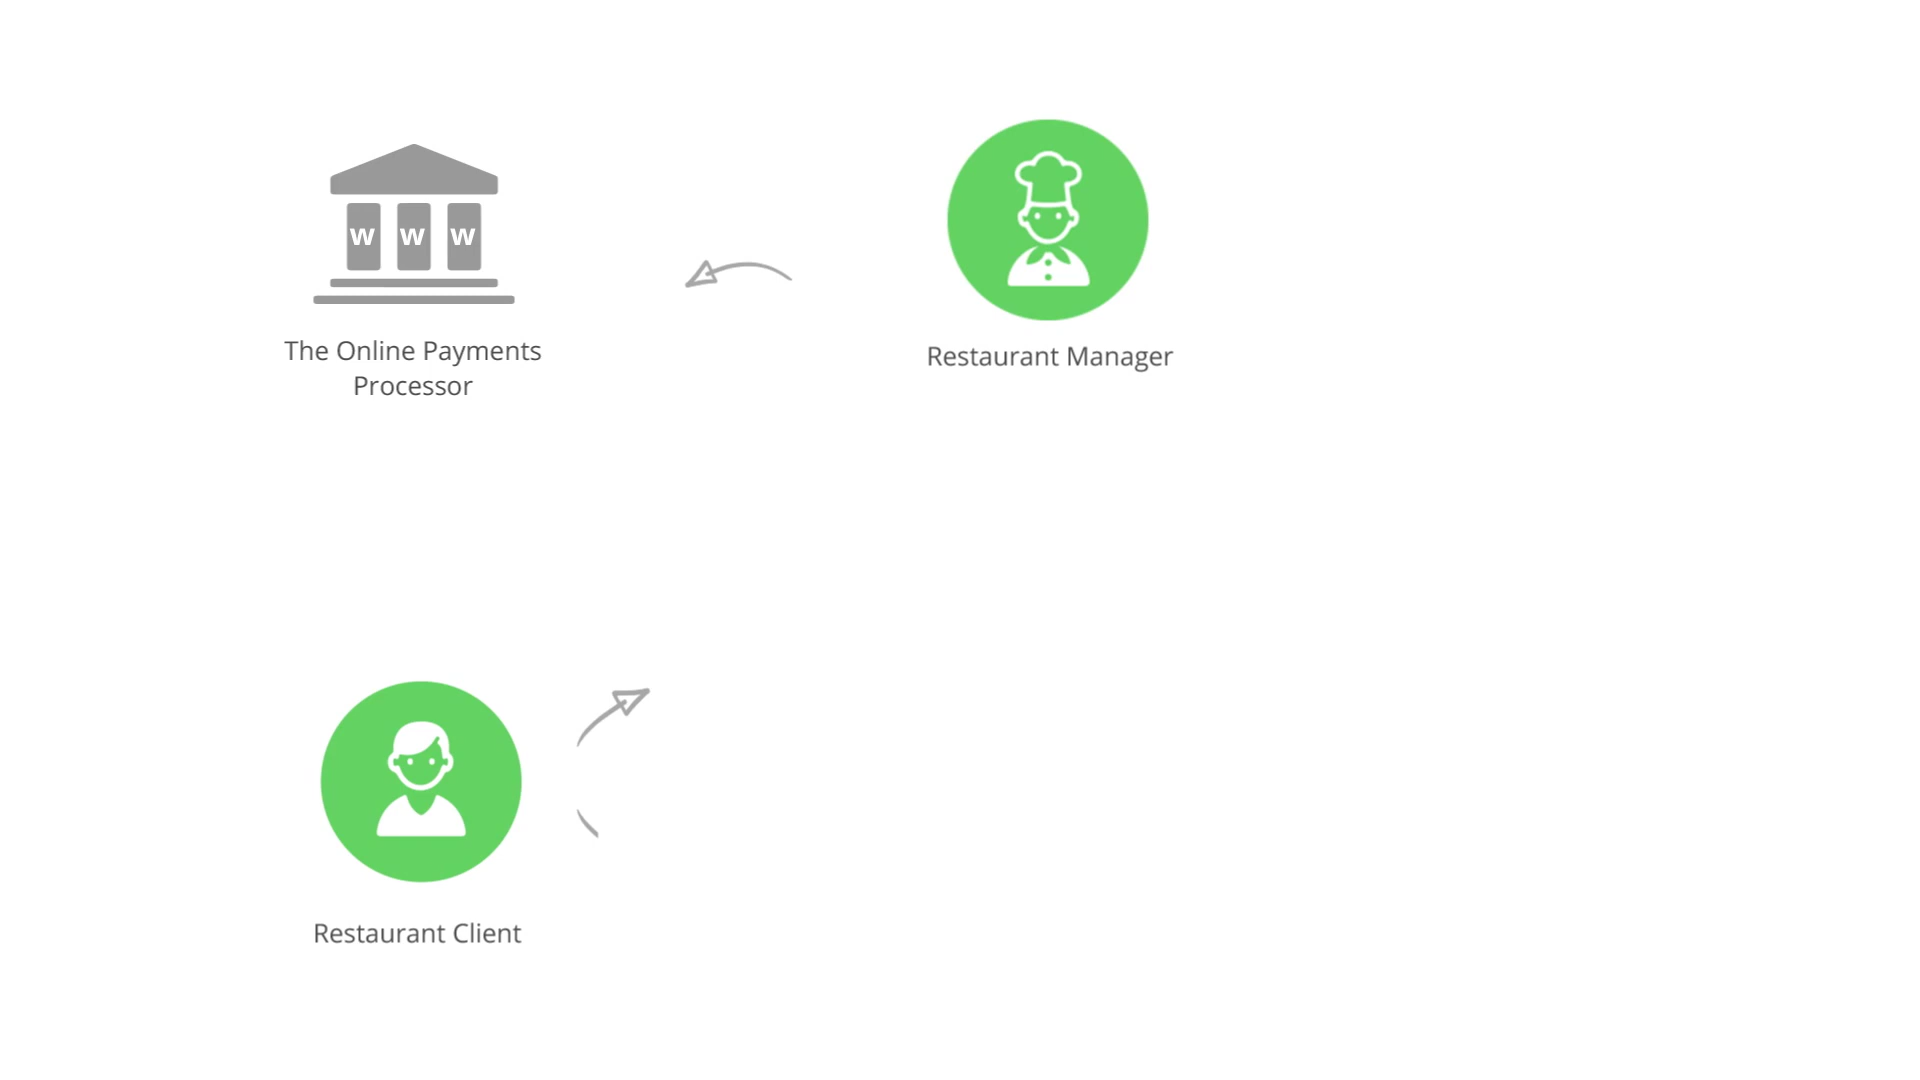 W W W
The Online Payments
Processor
Restaurant Manager
Restaurant Client